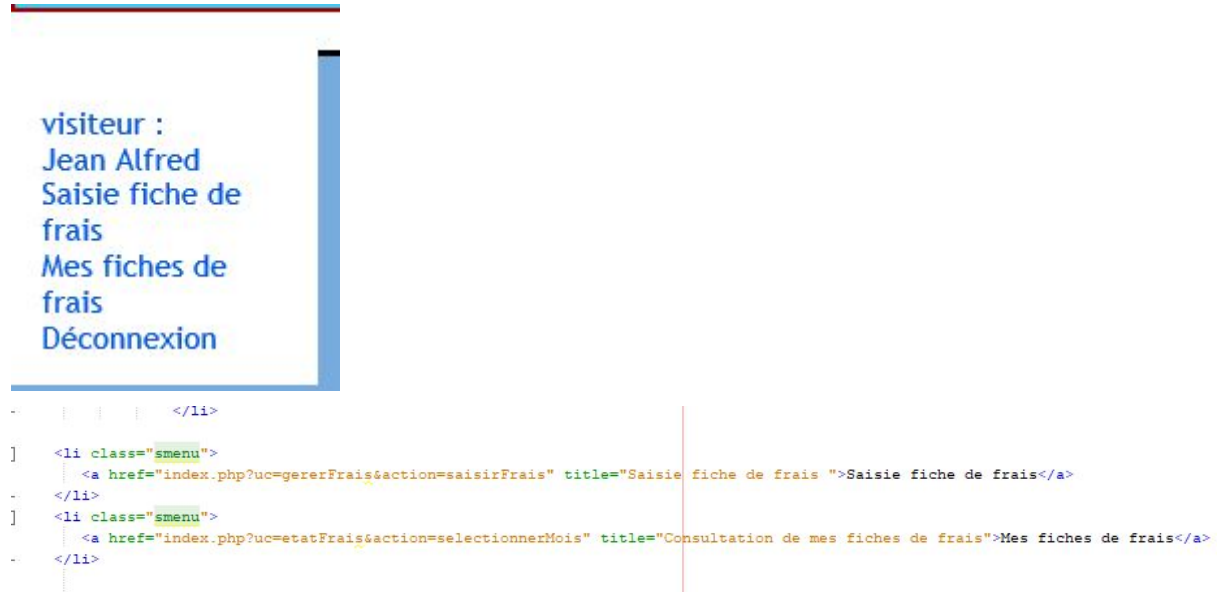 visiteur :
Jean Alfred
Saisie fiche de
frais
Mes fiches de
frais
Déconnexion
</li>
<li class="smenu">
<a href="index.php?uc=gererFrais&action=saisirFrais" title="Saisie fiche de frais ">Saisie fiche de frais</a>
</li>
<li class="smenu">
<a href="index.php?uc=etatFrais&action=selectionnerMois" title="Consultation de mes fiches de frais">Mes fiches de frais</a>
</li>